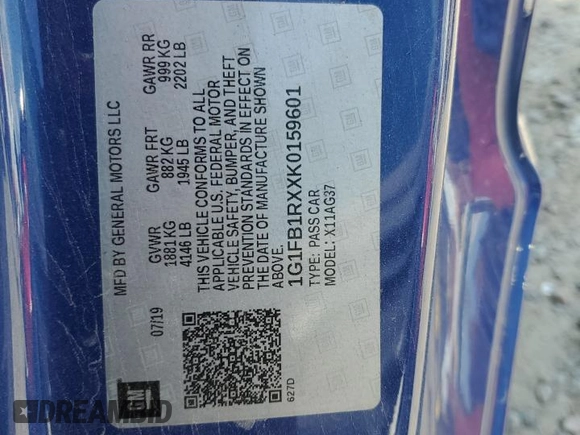 MFD BY GENERAL MOTORS LLC
07/19
GVWR
1881 KG
4146 LB
GAWR FRT
882 KG
1945 LB
GAWR RR
999 KG
2202 LB
THIS VEHICLE CONFORMS TO ALL
APPLICABLE U.S. FEDERAL MOTOR
VEHICLE SAFETY, BUMPER, AND THEFT
PREVENTION STANDARDS IN EFFECT ON
THE DATE OF MANUFACTURE SHOWN
ABOVE.
1G1FB1RXXK0159601
TYPE: PASS CAR
MODEL: X11AG37
627D
GM
DREAMBID